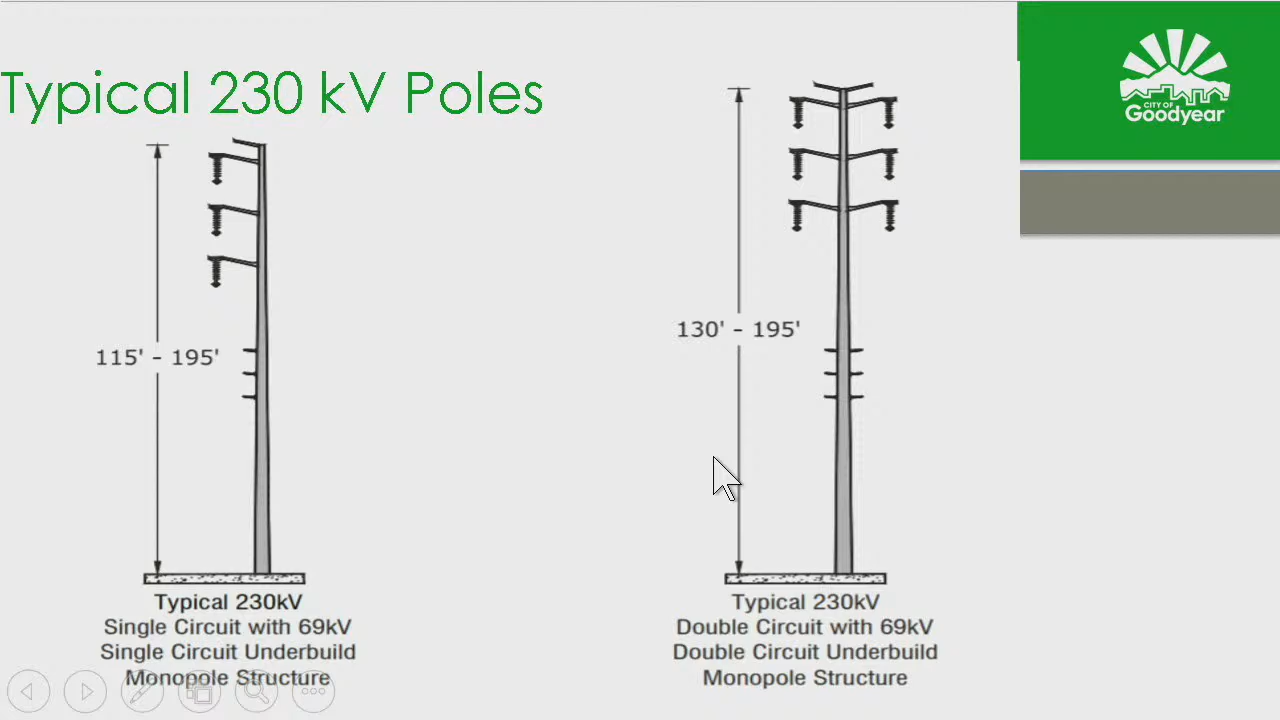 Typical 230 kV Poles
CITY OF
Goodyear
115' - 195'
130' - 195'
Typical 230kV
Single Circuit with 69kV
Single Circuit Underbuild
Monopole Structure
Typical 230kV
Double Circuit with 69kV
Double Circuit Underbuild
Monopole Structure